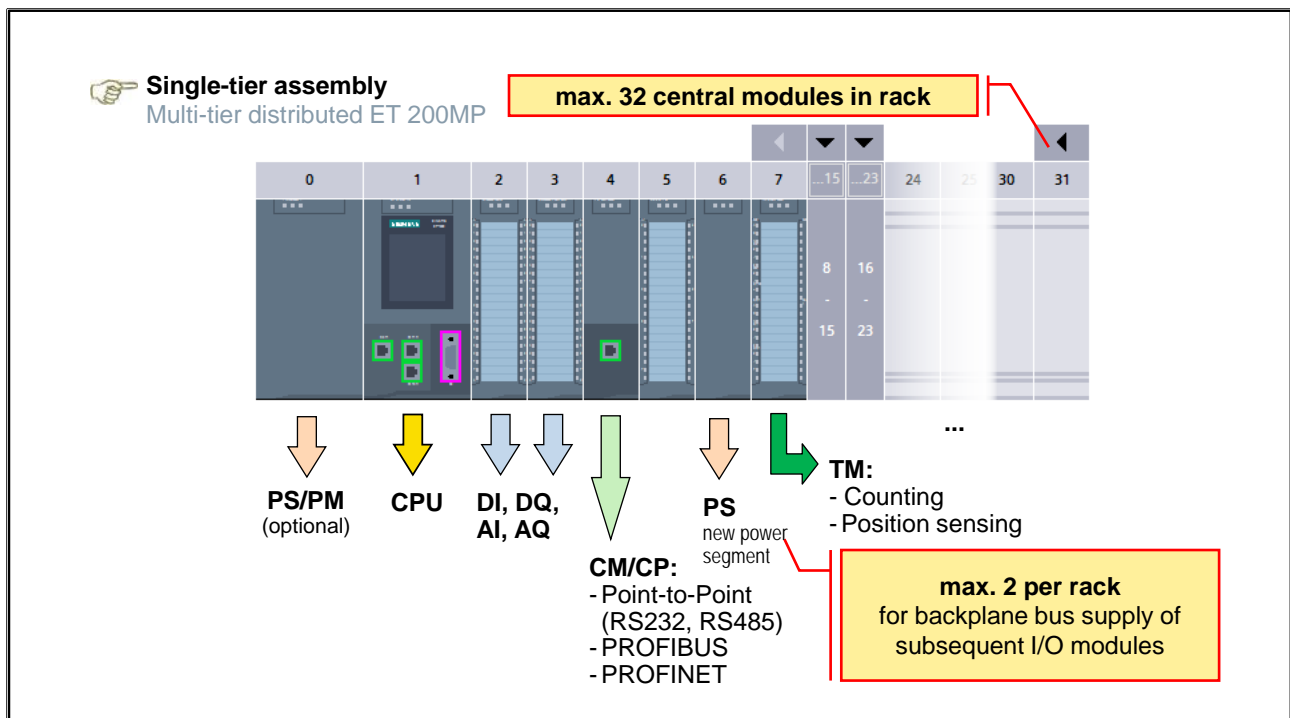 Single-tier assembly
Multi-tier distributed ET 200MP
max. 32 central modules in rack
0 1 2 3 4 5 6 7 ...15 ...23 24 25 30 31
SIEMENS
8 16
- -
15 23
...
PS/PM
(optional)
CPU
DI, DQ,
AI, AQ
CM/CP:
- Point-to-Point
(RS232, RS485)
- PROFIBUS
- PROFINET
PS
new power
segment
TM:
- Counting
- Position sensing
max. 2 per rack
for backplane bus supply of
subsequent I/O modules